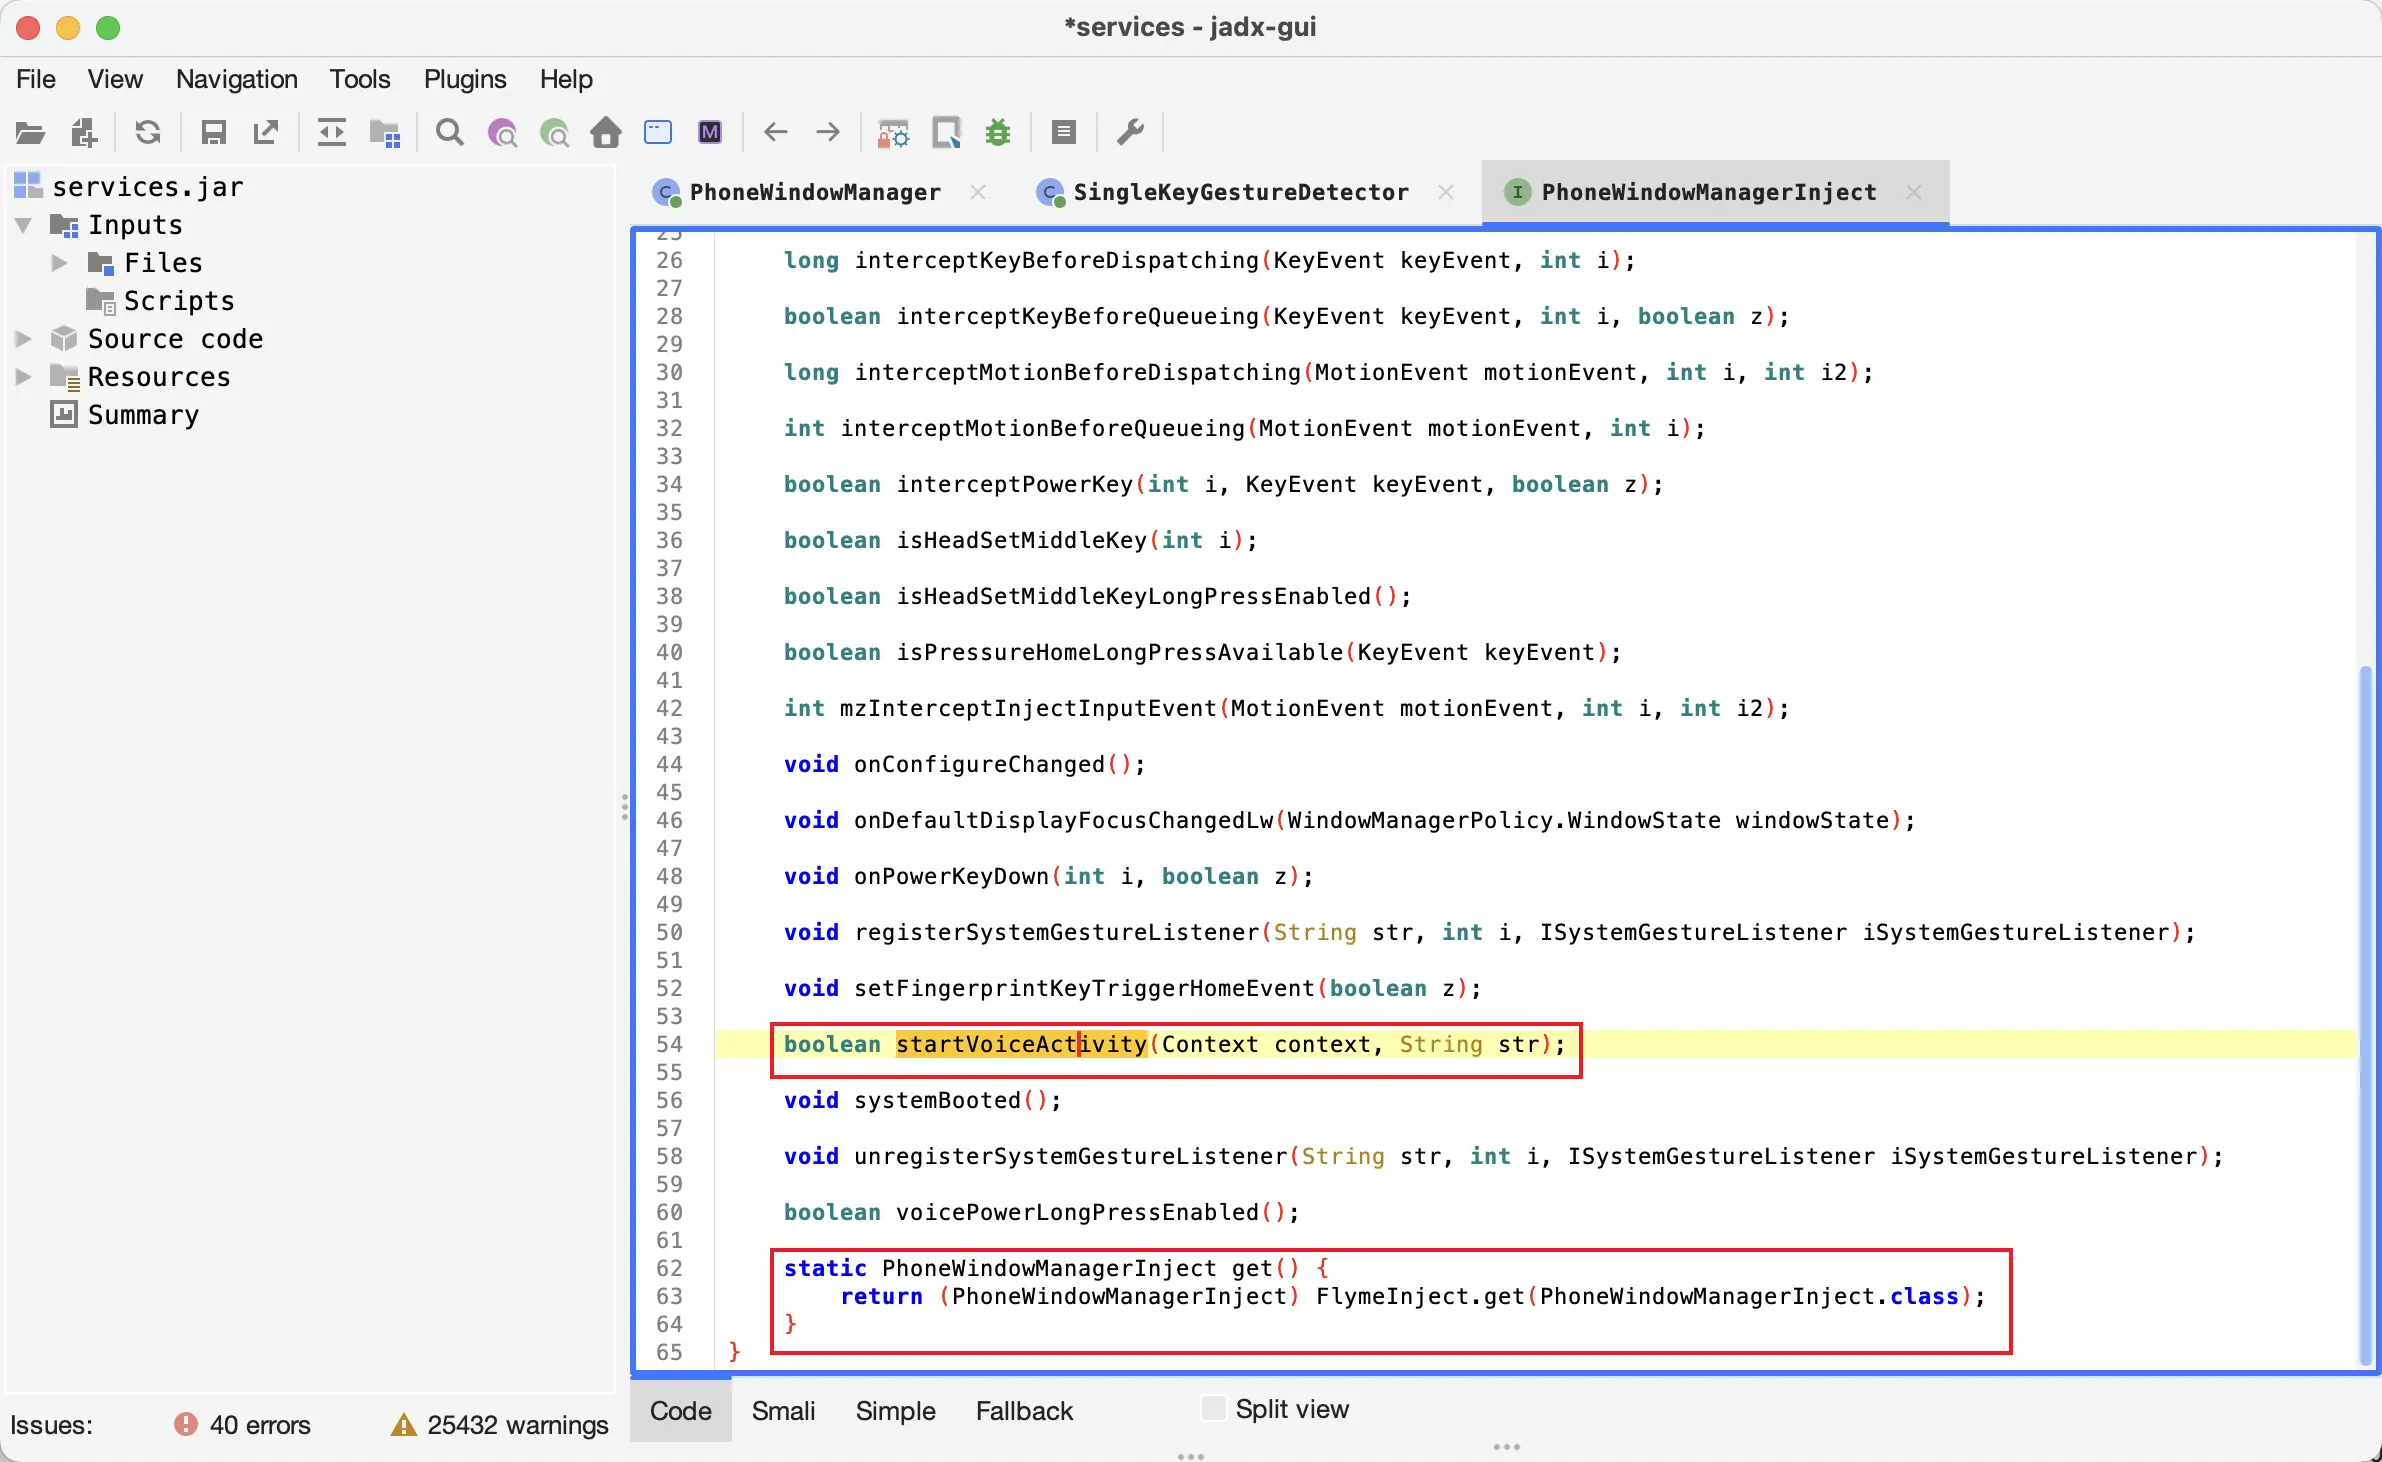 *services - jadx-gui
File View Navigation Tools Plugins Help
services.jar
Inputs
Files
Scripts
Source code
Resources
Summary
PhoneWindowManager
SingleKeyGestureDetector
PhoneWindowManagerInject
25
26 long interceptKeyBeforeDispatching(KeyEvent keyEvent, int i);
27
28 boolean interceptKeyBeforeQueueing(KeyEvent keyEvent, int i, boolean z);
29
30 long interceptMotionBeforeDispatching(MotionEvent motionEvent, int i, int i2);
31
32 int interceptMotionBeforeQueueing(MotionEvent motionEvent, int i);
33
34 boolean interceptPowerKey(int i, KeyEvent keyEvent, boolean z);
35
36 boolean isHeadSetMiddleKey(int i);
37
38 boolean isHeadSetMiddleKeyLongPressEnabled();
39
40 boolean isPressureHomeLongPressAvailable(KeyEvent keyEvent);
41
42 int mzInterceptInjectInputEvent(MotionEvent motionEvent, int i, int i2);
43
44 void onConfigureChanged();
45
46 void onDefaultDisplayFocusChangedLw(WindowManagerPolicy.WindowState windowState);
47
48 void onPowerKeyDown(int i, boolean z);
49
50 void registerSystemGestureListener(String str, int i, ISystemGestureListener iSystemGestureListener);
51
52 void setFingerprintKeyTriggerHomeEvent(boolean z);
53
54 boolean startVoiceActivity(Context context, String str);
55
56 void systemBooted();
57
58 void unregisterSystemGestureListener(String str, int i, ISystemGestureListener iSystemGestureListener);
59
60 boolean voicePowerLongPressEnabled();
61
62 static PhoneWindowManagerInject get() {
63 return (PhoneWindowManagerInject) FlymeInject.get(PhoneWindowManagerInject.class);
64 }
65 }
Issues: 40 errors 25432 warnings
Code Smali Simple Fallback Split view